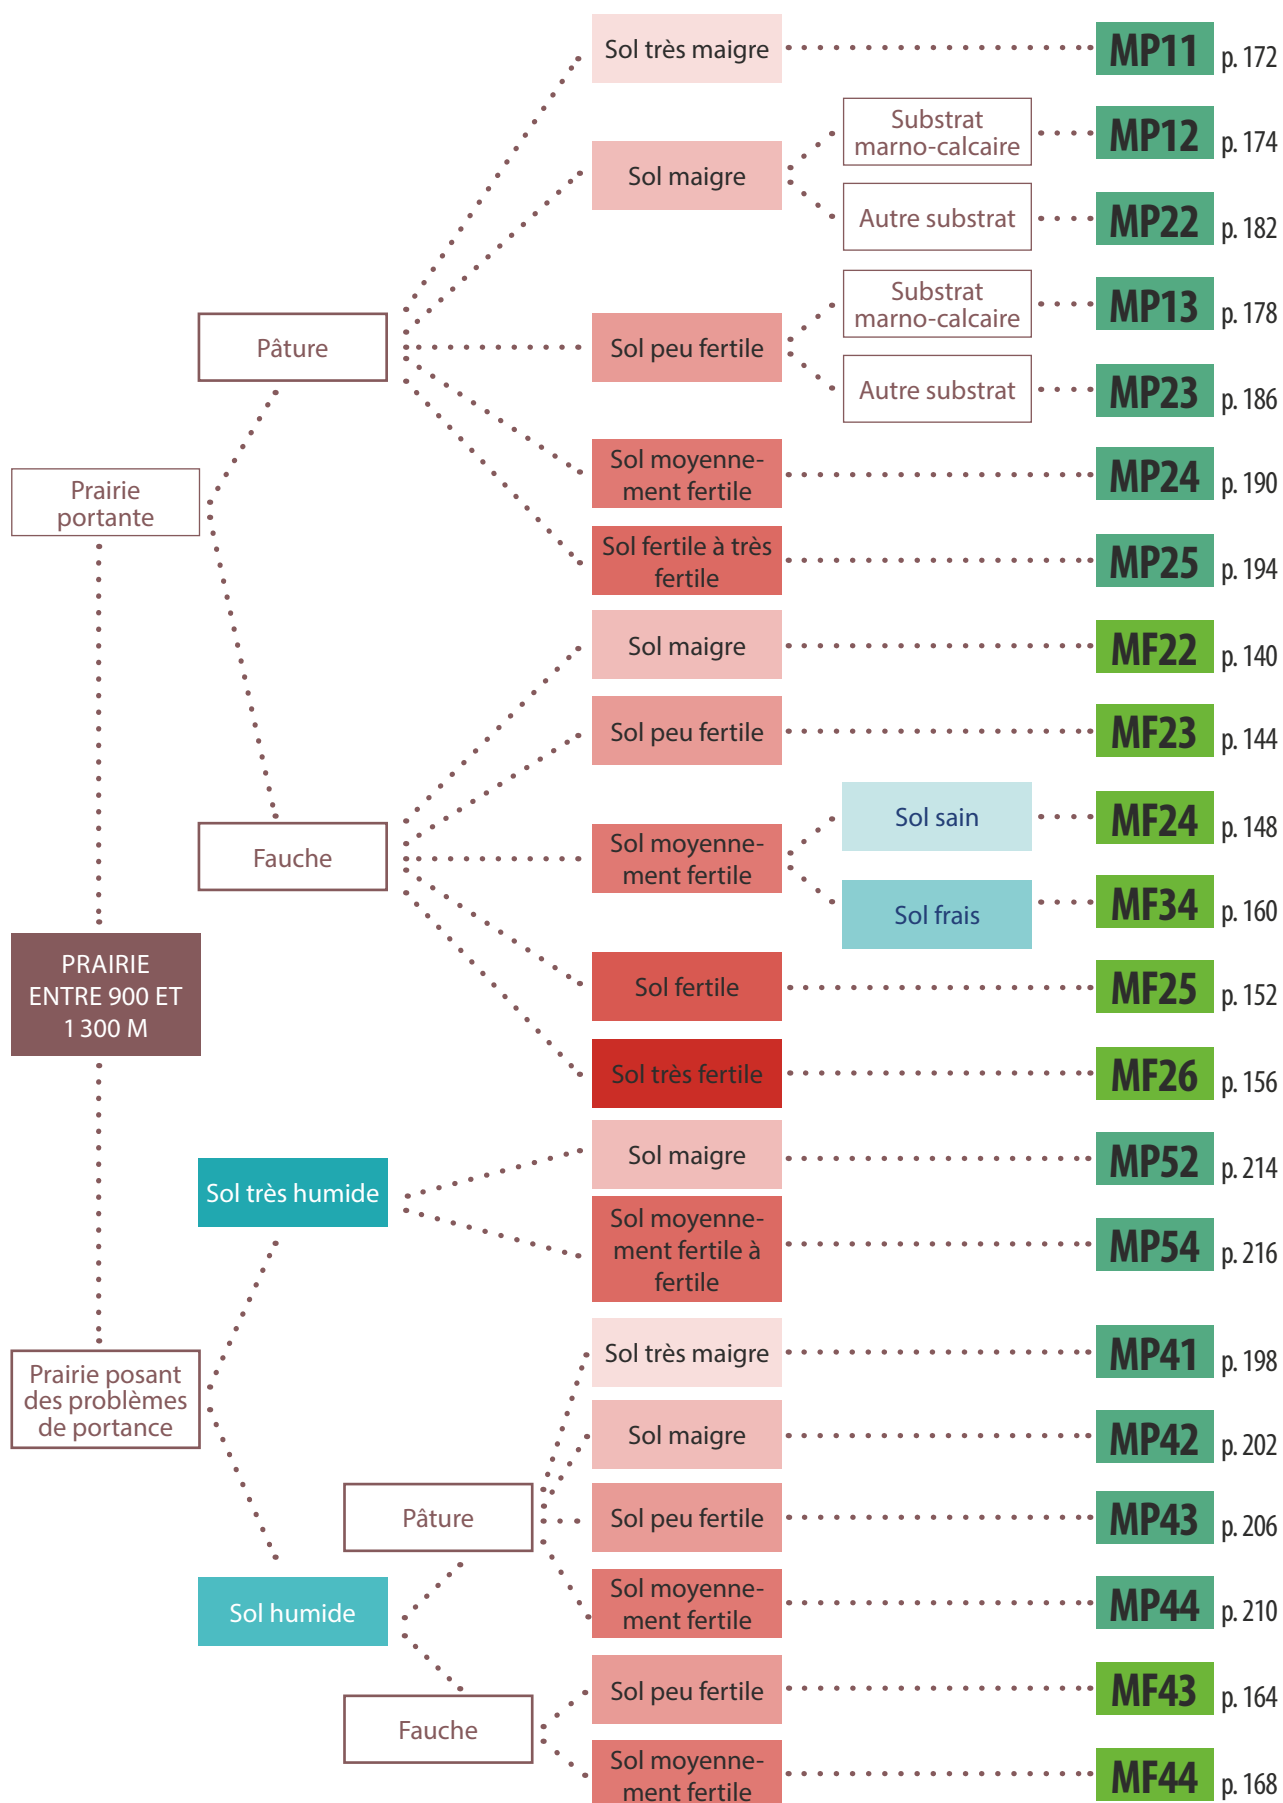 Sol très maigre
MP11 p. 172
Substrat
marno-calcaire
MP12 p. 174
Sol maigre
Autre substrat
MP22 p. 182
Substrat
marno-calcaire
MP13 p. 178
Pâture
Sol peu fertile
Autre substrat
MP23 p. 186
Sol moyenne-
ment fertile
MP24 p. 190
Prairie
portante
Sol fertile à très
fertile
MP25 p. 194
Sol maigre
MF22 p. 140
Sol peu fertile
MF23 p. 144
Sol sain
MF24 p. 148
Fauche
Sol moyenne-
ment fertile
Sol frais
MF34 p. 160
PRAIRIE
ENTRE 900 ET
1 300 M
Sol fertile
MF25 p. 152
Sol très fertile
MF26 p. 156
Sol maigre
MP52 p. 214
Sol très humide
Sol moyenne-
ment fertile à
fertile
MP54 p. 216
Sol très maigre
MP41 p. 198
Prairie posant
des problèmes
de portance
Sol maigre
MP42 p. 202
Pâture
Sol peu fertile
MP43 p. 206
Sol humide
Sol moyenne-
ment fertile
MP44 p. 210
Sol peu fertile
MF43 p. 164
Fauche
Sol moyenne-
ment fertile
MF44 p. 168